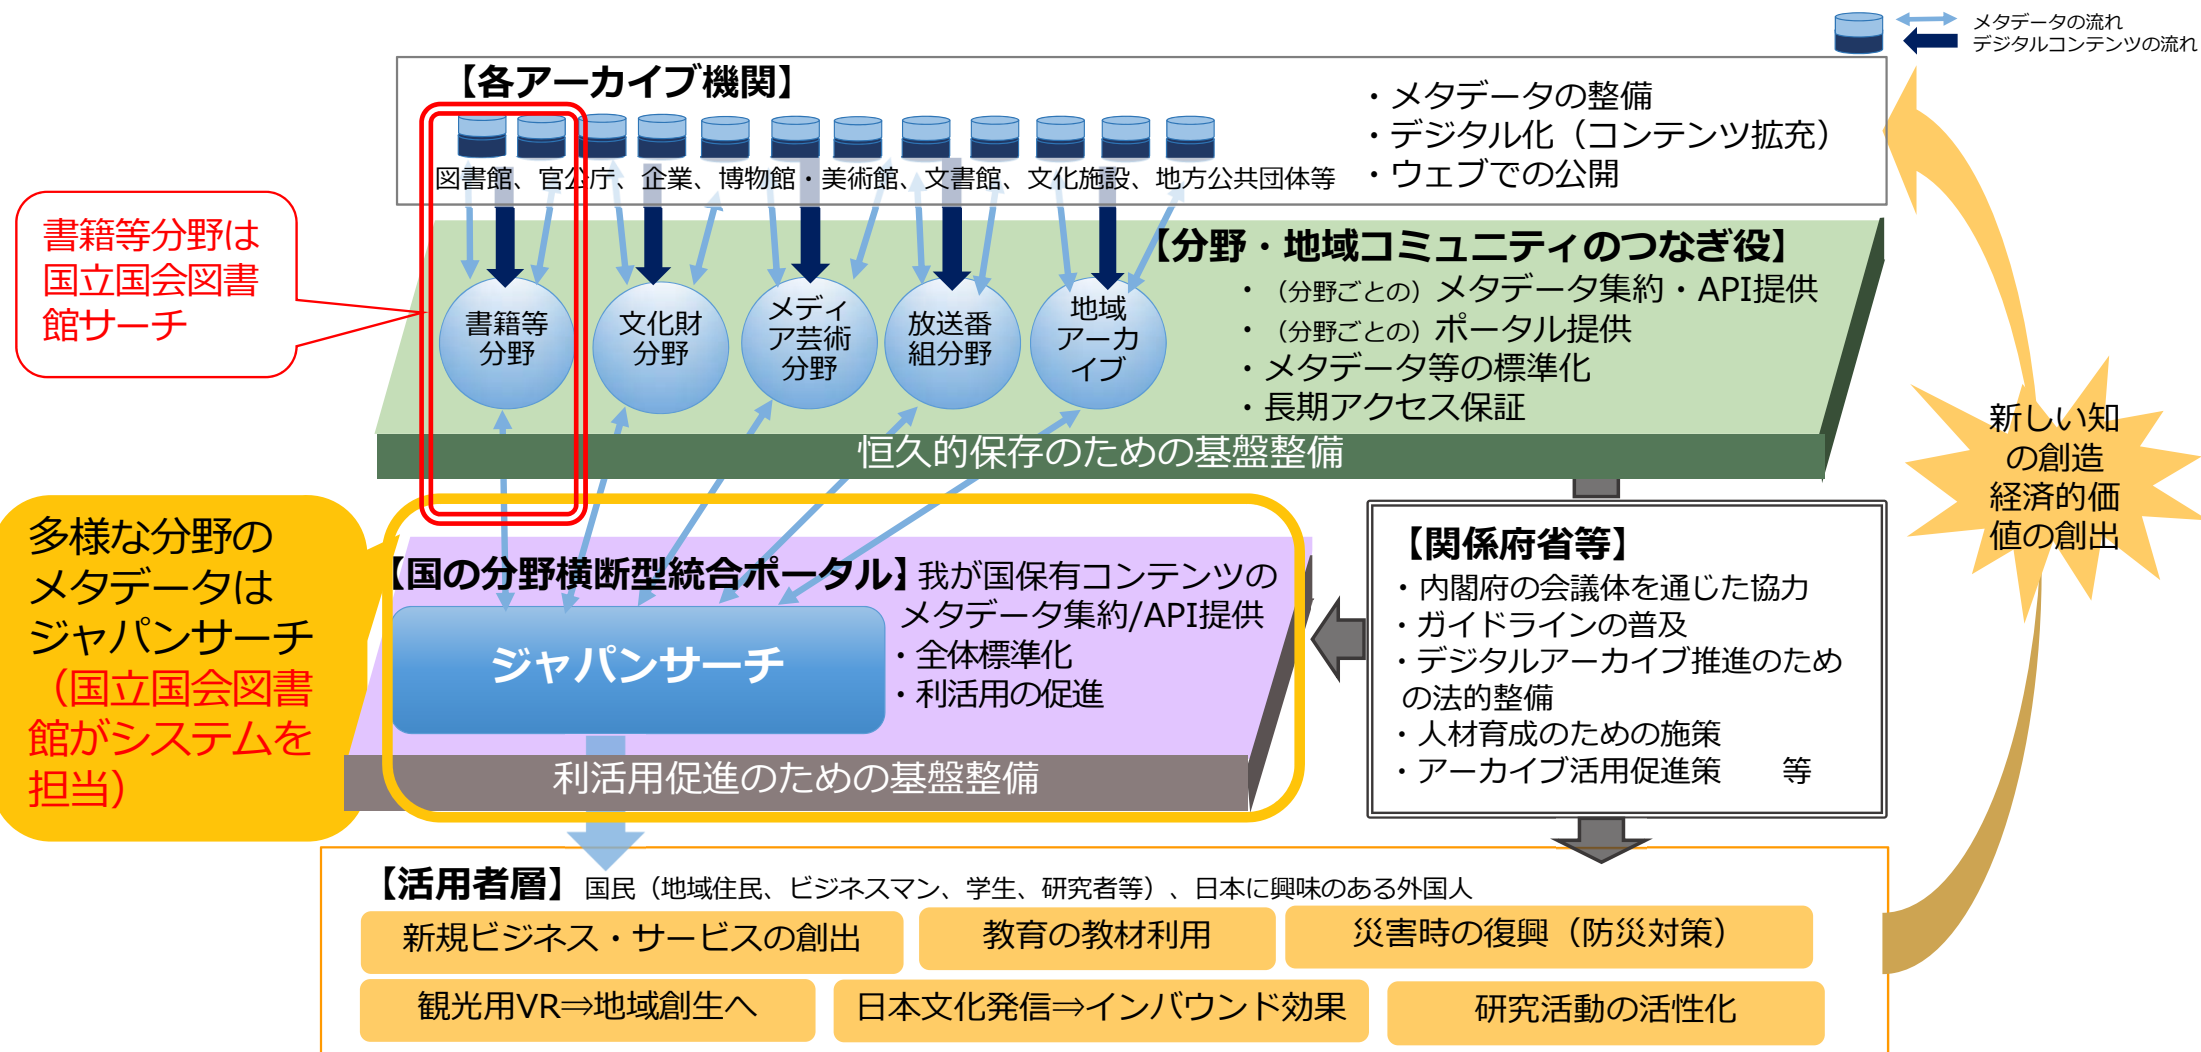 メタデータの流れ
デジタルコンテンツの流れ
【各アーカイブ機関】
・メタデータの整備
・デジタル化（コンテンツ拡充）
・ウェブでの公開
図書館、官公庁、企業、博物館・美術館、文書館、文化施設、地方公共団体等
書籍等分野は
国立国会図書
館サーチ
【分野・地域コミュニティのつなぎ役】
・（分野ごとの）メタデータ集約・API提供
・（分野ごとの）ポータル提供
・メタデータ等の標準化
・長期アクセス保証
書籍等
分野
文化財
分野
メディ
ア芸術
分野
放送番
組分野
地域
アーカ
イブ
恒久的保存のための基盤整備
新しい知
の創造
経済的価
値の創出
多様な分野の
メタデータは
ジャパンサーチ
（国立国会図書
館がシステムを
担当）
【国の分野横断型統合ポータル】
我が国保有コンテンツの
メタデータ集約/API提供
・全体標準化
・利活用の促進
ジャパンサーチ
利活用促進のための基盤整備
【関係府省等】
・内閣府の会議体を通じた協力
・ガイドラインの普及
・デジタルアーカイブ推進のため
の法的整備
・人材育成のための施策
・アーカイブ活用促進策　　等
【活用者層】国民（地域住民、ビジネスマン、学生、研究者等）、日本に興味のある外国人
新規ビジネス・サービスの創出
教育の教材利用
災害時の復興（防災対策）
観光用VR⇒地域創生へ
日本文化発信⇒インバウンド効果
研究活動の活性化